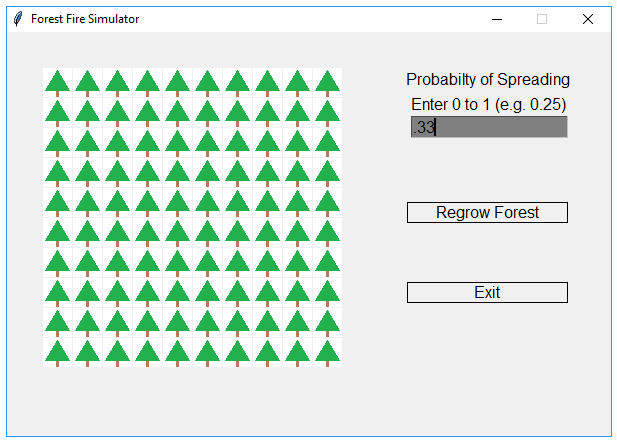 Forest Fire Simulator
Probabilty of Spreading
Enter 0 to 1 (e.g. 0.25)
.33
Regrow Forest
Exit